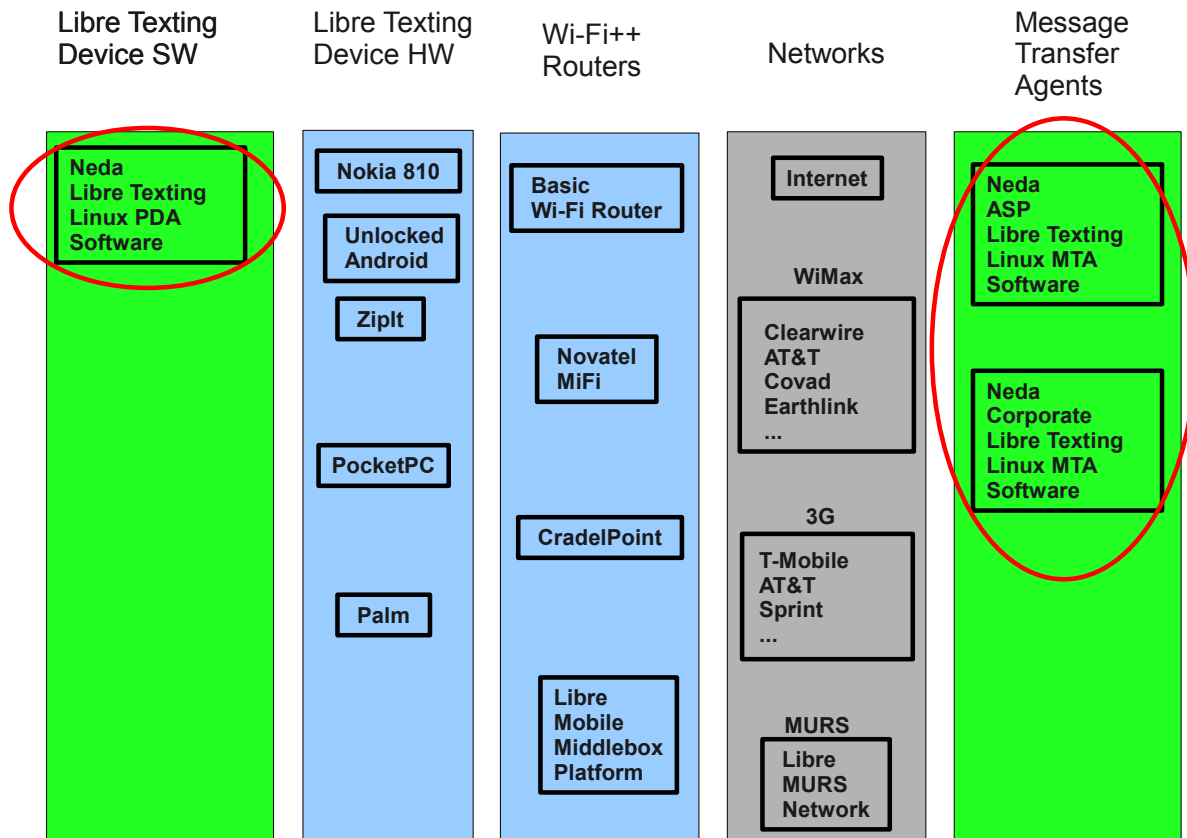 Libre Texting
Device SW
Libre Texting
Device HW
Wi-Fi++
Routers
Networks
Message
Transfer
Agents
Neda
Libre Texting
Linux PDA
Software
Nokia 810
Unlocked
Android
ZipIt
PocketPC
Palm
Basic
Wi-Fi Router
Novatel
MiFi
CradelPoint
Libre
Mobile
Middlebox
Platform
Internet
WiMax
Clearwire
AT&T
Covad
Earthlink
...
3G
T-Mobile
AT&T
Sprint
...
MURS
Libre
MURS
Network
Neda
ASP
Libre Texting
Linux MTA
Software
Neda
Corporate
Libre Texting
Linux MTA
Software